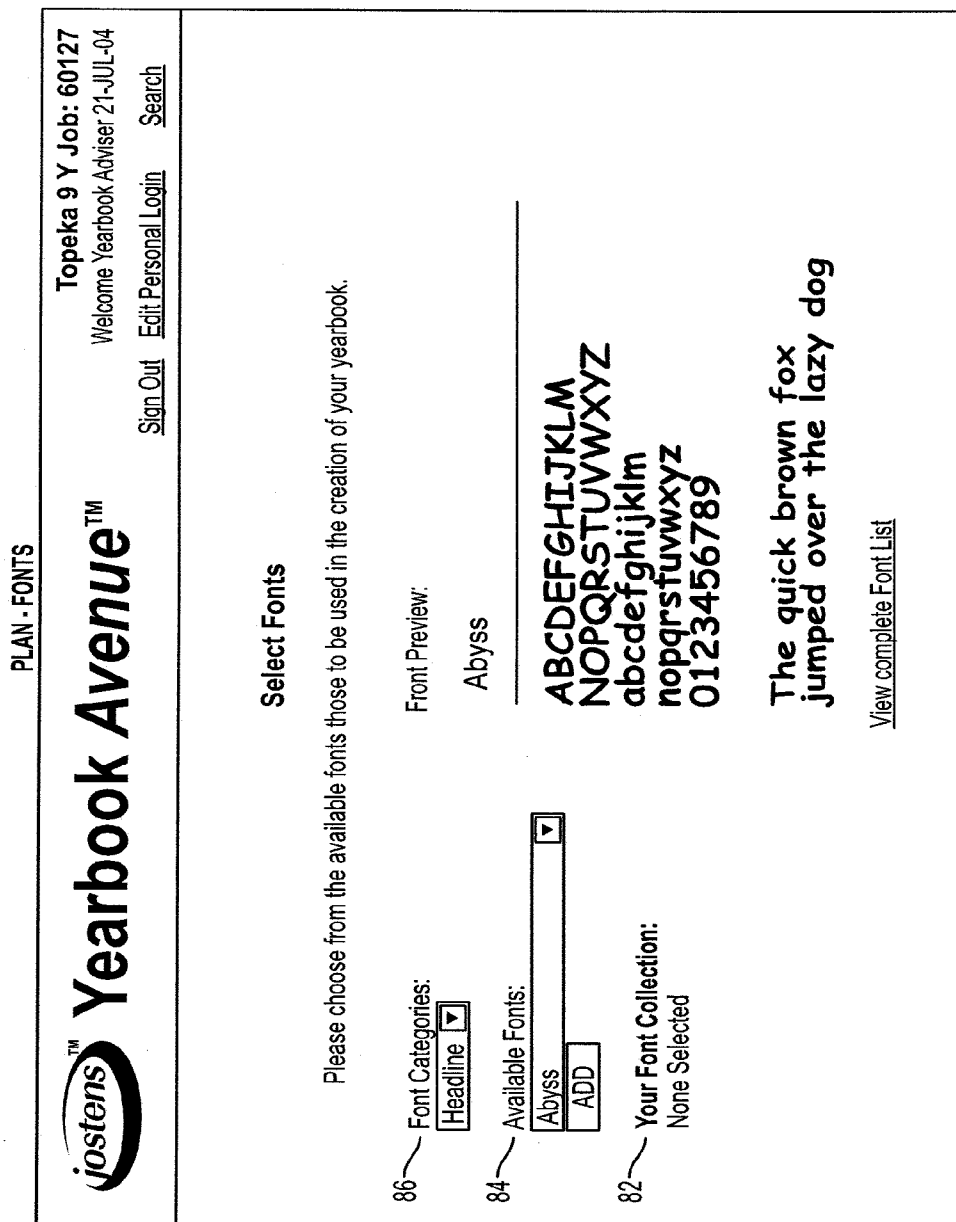 PLAN - FONTS
jostens™ Yearbook Avenue™
Topeka 9 Y Job: 60127
Welcome Yearbook Adviser 21-JUL-04
Sign Out Edit Personal Login Search
Select Fonts
Please choose from the available fonts those to be used in the creation of your yearbook.
86 Font Categories:
Headline
84 Available Fonts:
Abyss
ADD
82 Your Font Collection:
None Selected
Front Preview:
Abyss
ABCDEFGHIJKLM
NOPQRSTUVWXYZ
abcdefghijklm
nopqrstuvwxyz
0123456789
The quick brown fox
jumped over the lazy dog
View complete Font List